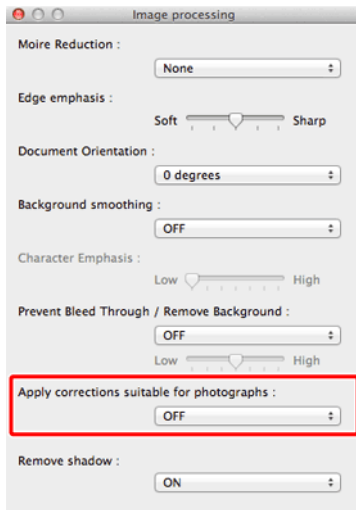 Image processing
Moire Reduction :
None
Edge emphasis :
Soft Sharp
Document Orientation :
0 degrees
Background smoothing :
OFF
Character Emphasis :
Low High
Prevent Bleed Through / Remove Background :
OFF
Low High
Apply corrections suitable for photographs :
OFF
Remove shadow :
ON